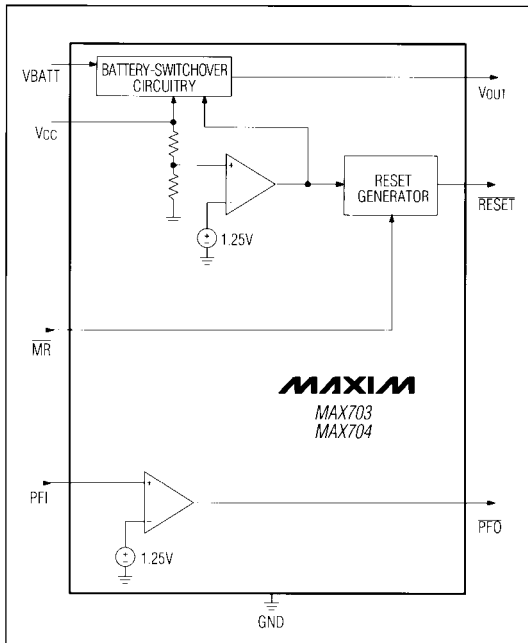 VBATT
BATTERY-SWITCHOVER
CIRCUITRY
VOUT
VCC
+
−
RESET
GENERATOR
RESET
+
−
1.25V
MR
MAXIM
MAX703
MAX704
PFI
+
−
PFO
+
−
1.25V
GND